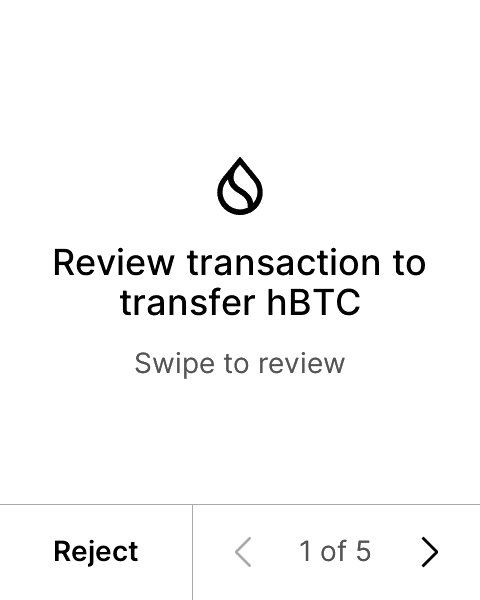 Review transaction to
transfer hBTC
Swipe to review
Reject
1 of 5